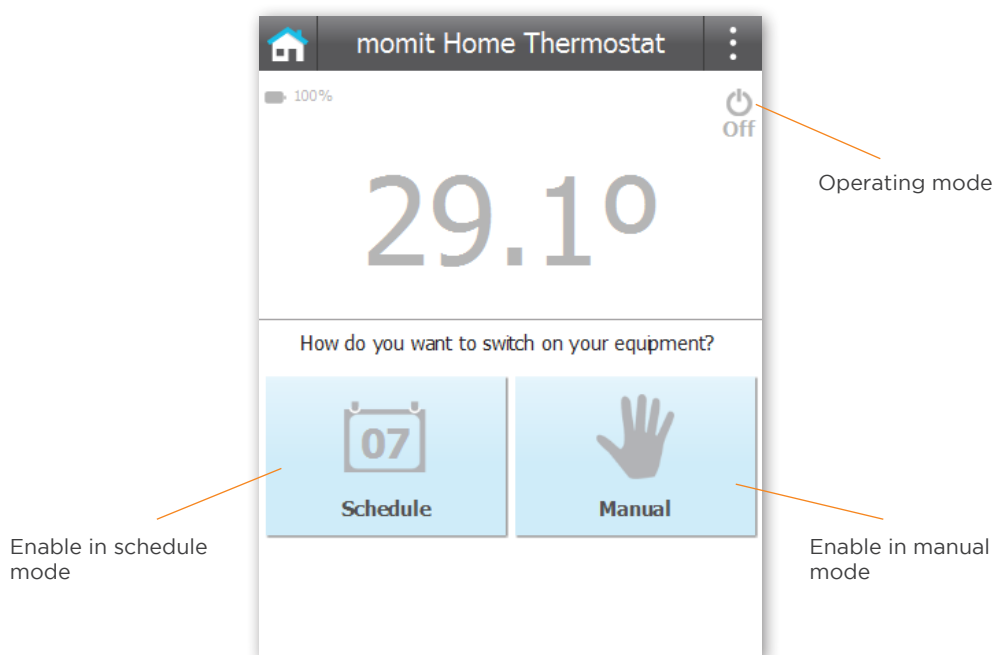 momit Home Thermostat
100%
Off
Operating mode
29.1º
How do you want to switch on your equipment?
07
Schedule
Manual
Enable in schedule
mode
Enable in manual
mode